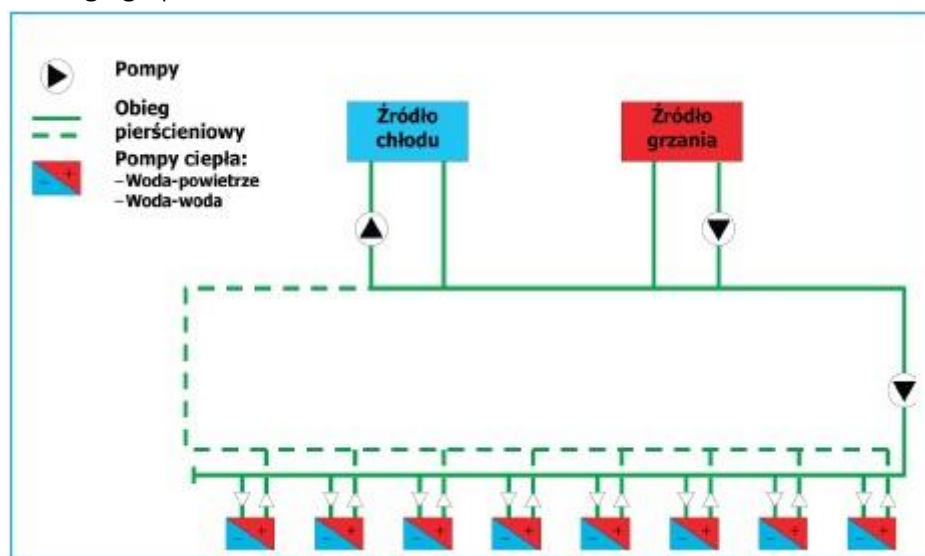 Pompy
Obieg
pierścieniowy
Pompy ciepła:
–Woda-powietrze
–Woda-woda
Źródło
chłodu
Źródło
grzania